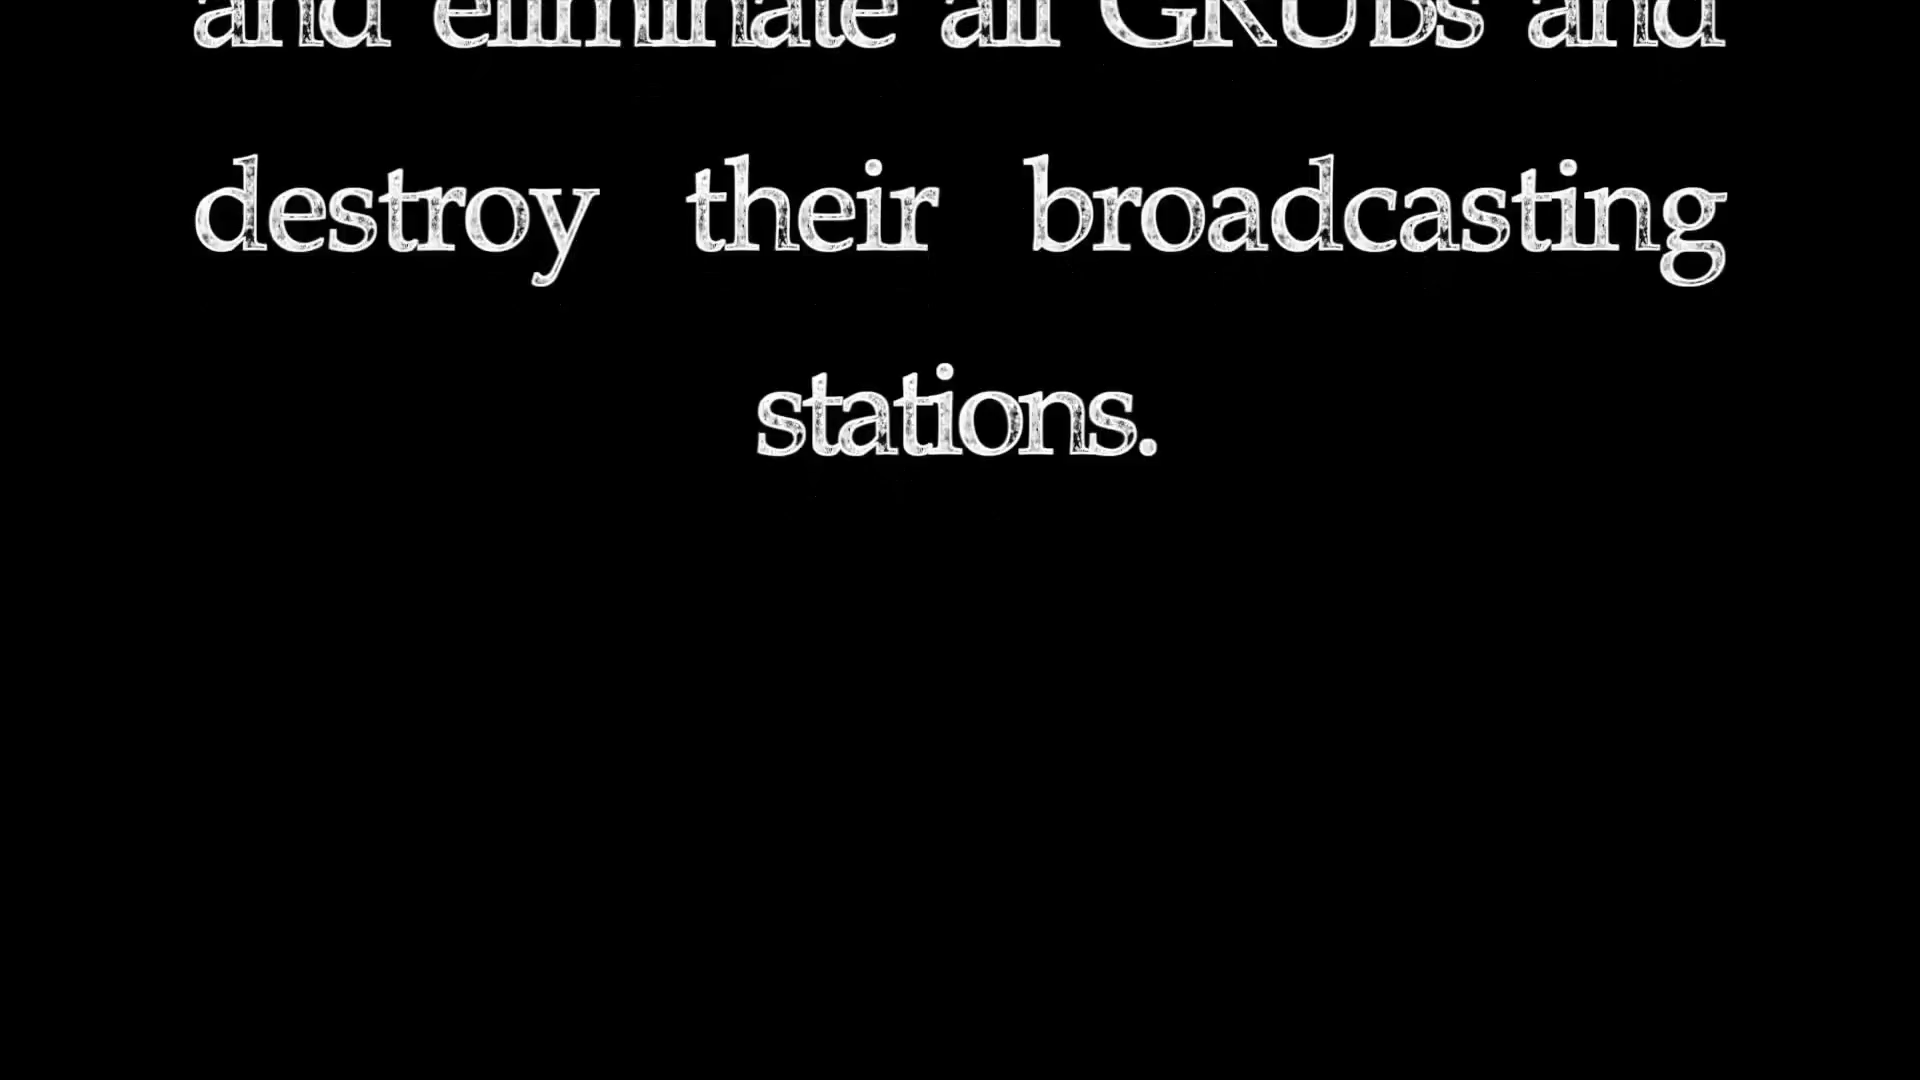 and eliminate all GRUBs and
destroy their broadcasting
stations.